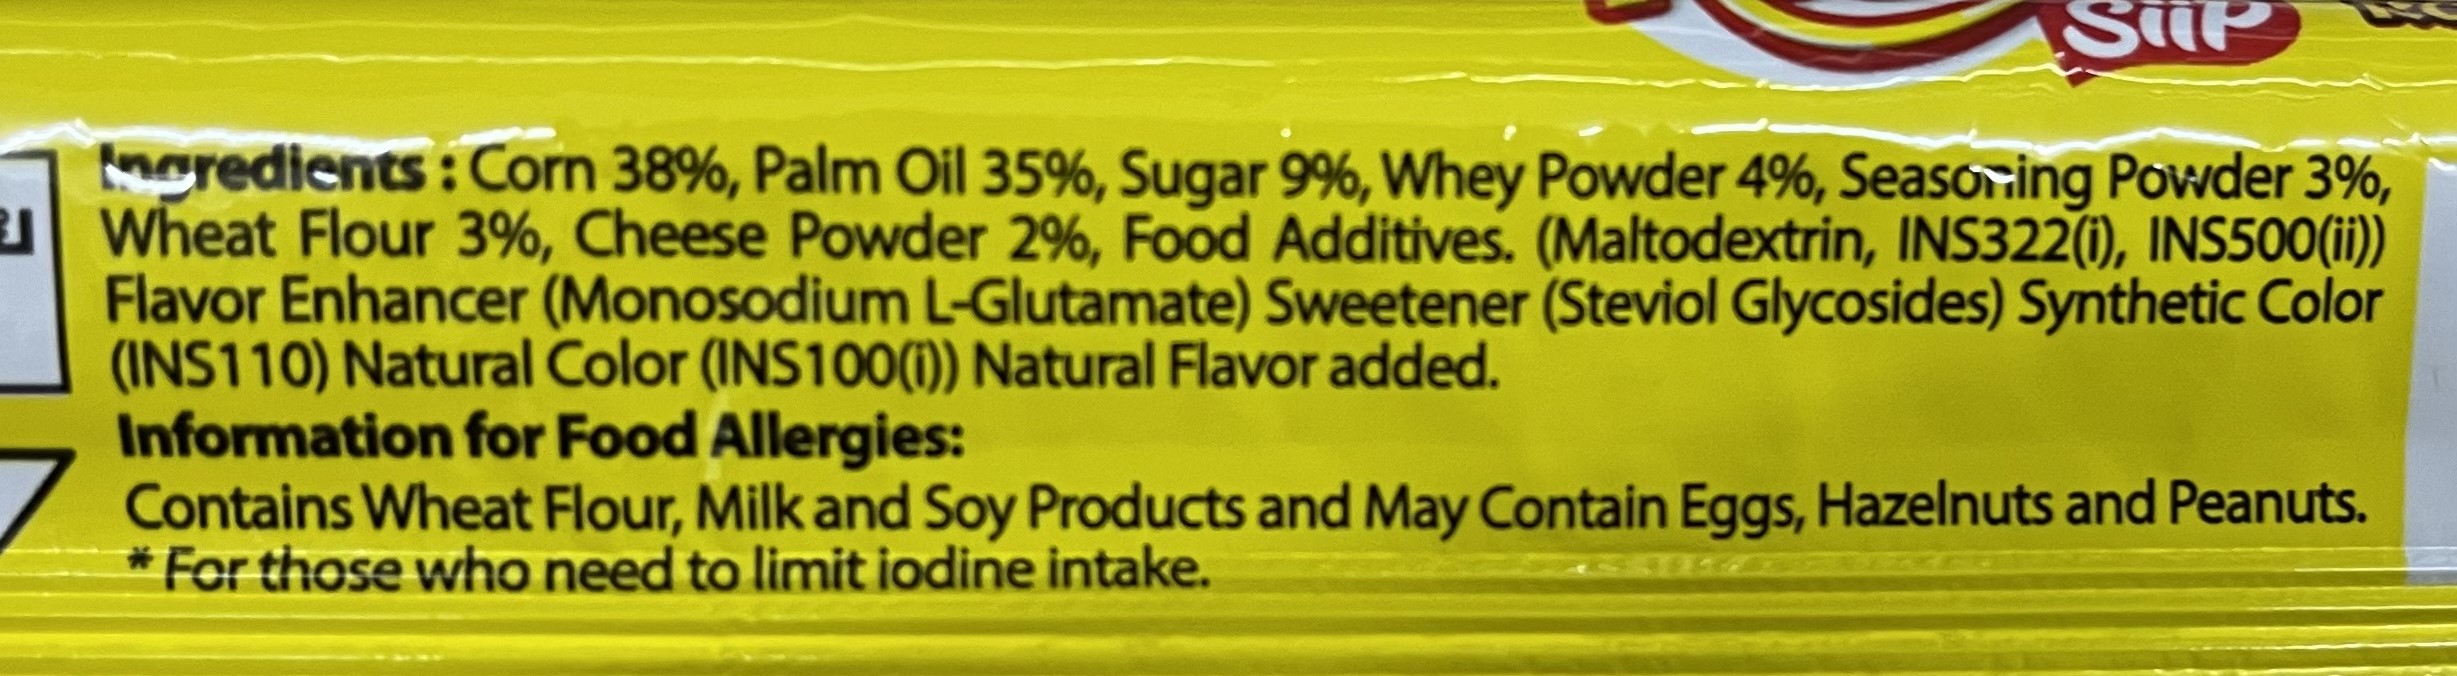 Siip
Ingredients : Corn 38%, Palm Oil 35%, Sugar 9%, Whey Powder 4%, Seasoning Powder 3%,
Wheat Flour 3%, Cheese Powder 2%, Food Additives. (Maltodextrin, INS322(i), INS500(ii))
Flavor Enhancer (Monosodium L-Glutamate) Sweetener (Steviol Glycosides) Synthetic Color
(INS110) Natural Color (INS100(i)) Natural Flavor added.
Information for Food Allergies:
Contains Wheat Flour, Milk and Soy Products and May Contain Eggs, Hazelnuts and Peanuts.
* For those who need to limit iodine intake.